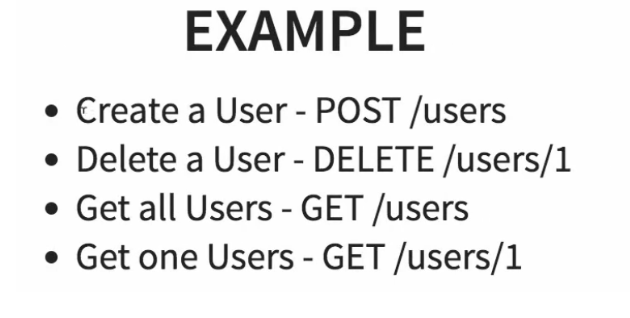 EXAMPLE
• Create a User - POST /users
• Delete a User - DELETE /users/1
• Get all Users - GET /users
• Get one Users - GET /users/1